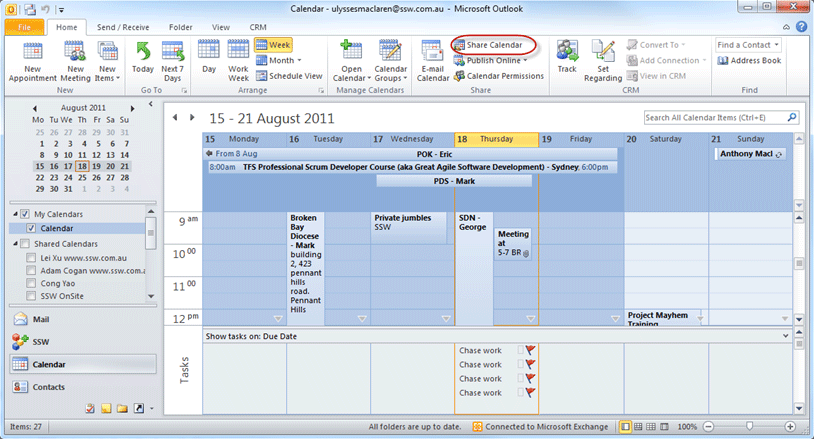 Calendar - ulyssesmaclaren@ssw.com.au - Microsoft Outlook
File Home Send / Receive Folder View CRM
New Appointment
New Meeting
New Items
Today
Next 7 Days
Day
Work Week
Week
Month
Schedule View
Open Calendar
Calendar Groups
E-mail Calendar
Share Calendar
Publish Online
Calendar Permissions
Track
Set Regarding
Convert To
Add Connection
View in CRM
Find a Contact
Address Book
New Go To Arrange Manage Calendars Share CRM Find
August 2011
Mo Tu We Th Fr Sa Su
25 26 27 28 29 30 31
1 2 3 4 5 6 7
8 9 10 11 12 13 14
15 16 17 18 19 20 21
22 23 24 25 26 27 28
29 30 31 1 2 3 4
My Calendars
Calendar
Shared Calendars
Lei Xu www.ssw.com.au
Adam Cogan www.ssw.com.a
Cong Yao
SSW OnSite
Mail
SSW
Calendar
Contacts
15 - 21 August 2011
Search All Calendar Items (Ctrl+E)
15 Monday 16 Tuesday 17 Wednesday 18 Thursday 19 Friday 20 Saturday 21 Sunday
From 8 Aug POK - Eric
Anthony Macl
8:00am TFS Professional Scrum Developer Course (aka Great Agile Software Development) - Sydney 6:00pm
PDS - Mark
9 am
10 00
11 00
12 pm
Broken Bay Diocese - Mark
building 2, 423 pennant hills road. Pennant Hills
Private jumbles
SSW
SDN - George
Meeting at
5-7 BR
Project Mayhem Training
Show tasks on: Due Date
Tasks
Chase work
Chase work
Chase work
Chase work
Items: 27
All folders are up to date. Connected to Microsoft Exchange 100%